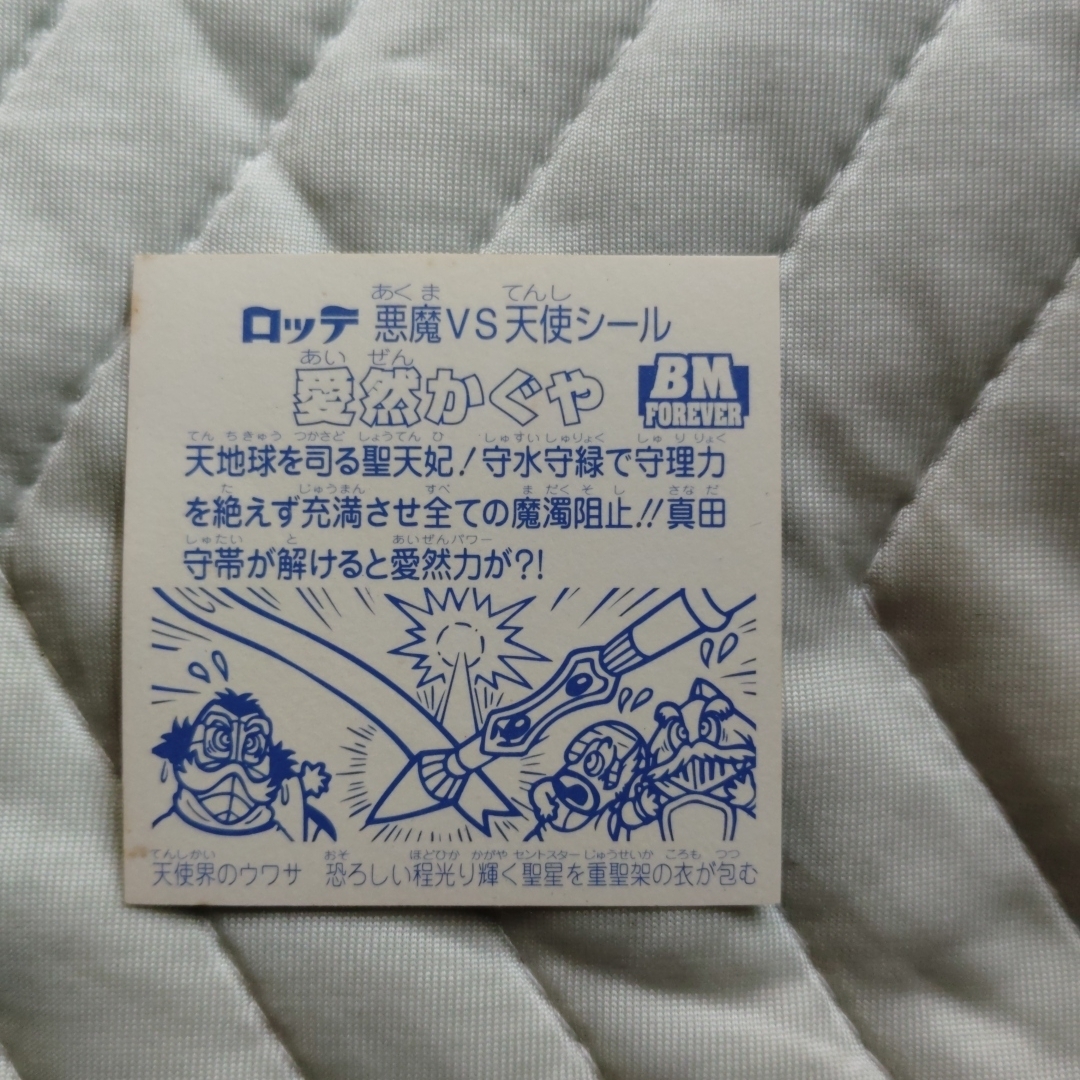 ロッテ 悪魔VS天使シール
あくま てんし
愛然かぐや
あいぜん
BM FOREVER
天地球を司る聖天妃!守水守緑で守理力
てんちきゅう つかさど しょうてんひ しゅすいしゅりょく しゅりりょく
を絶えず充満させ全ての魔濁阻止!!真田
た じゅうまん すべ まだくそし さなだ
守帯が解けると愛然力が?!
しゅたい と あいぜんパワー
天使界のウワサ 恐ろしい程光り輝く聖星を重聖架の衣が包む
てんしかい おそ ほどひか かがや セントスター じゅうせいか ころも つつ